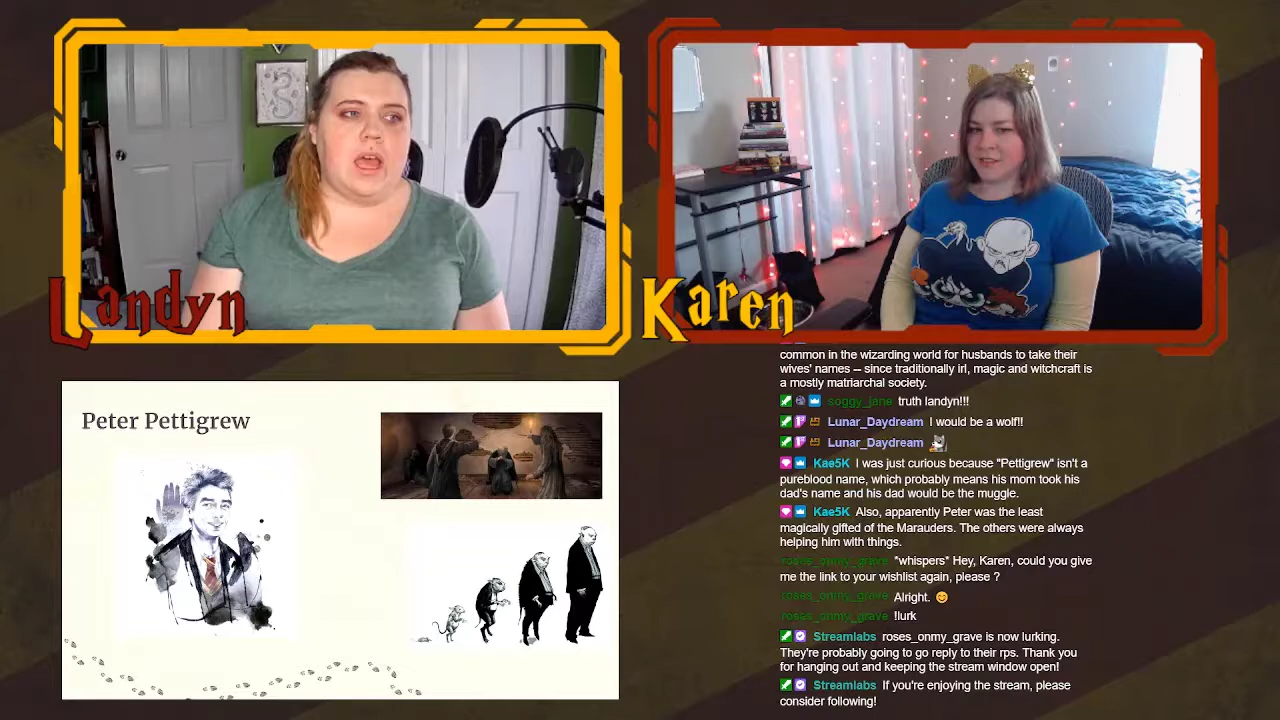 Landyn
Karen
Peter Pettigrew
common in the wizarding world for husbands to take their
wives' names -- since traditionally irl, magic and witchcraft is
a mostly matriarchal society.
soggy_jane truth landyn!!!
Lunar_Daydream I would be a wolf!!
Lunar_Daydream
Kae5K I was just curious because "Pettigrew" isn't a
pureblood name, which probably means his mom took his
dad's name and his dad would be the muggle.
Kae5K Also, apparently Peter was the least
magically gifted of the Marauders. The others were always
helping him with things.
roses_onmy_grave *whispers* Hey, Karen, could you give
me the link to your wishlist again, please ?
roses_onmy_grave Alright.
roses_onmy_grave !lurk
Streamlabs roses_onmy_grave is now lurking.
They're probably going to go reply to their rps. Thank you
for hanging out and keeping the stream window open!
Streamlabs If you're enjoying the stream, please
consider following!